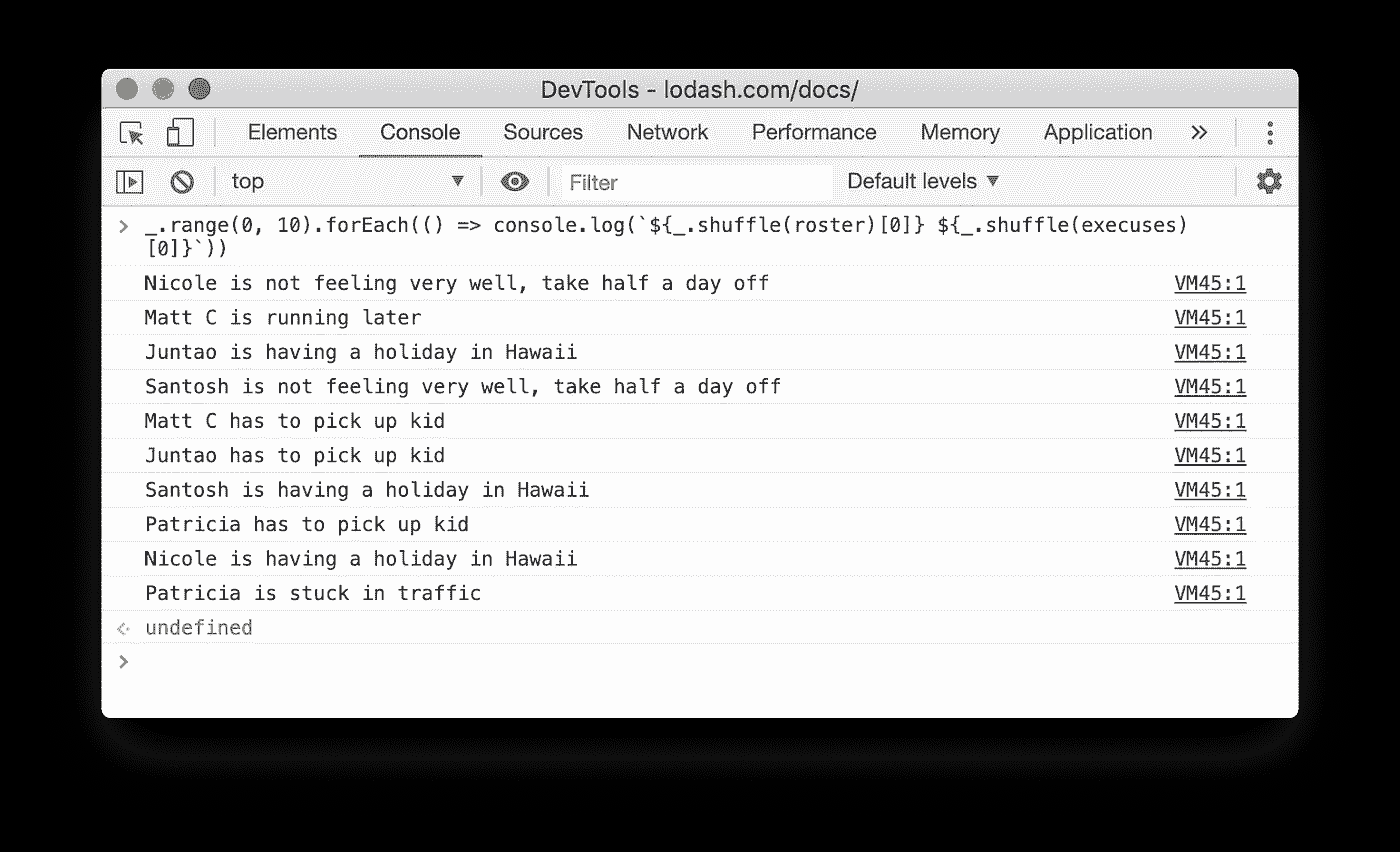 DevTools - lodash.com/docs/
Elements Console Sources Network Performance Memory Application »
top Filter Default levels
> _.range(0, 10).forEach(() => console.log(`${_.shuffle(roster)[0]} ${_.shuffle(execuses)
[0]}`))
Nicole is not feeling very well, take half a day off VM45:1
Matt C is running later VM45:1
Juntao is having a holiday in Hawaii VM45:1
Santosh is not feeling very well, take half a day off VM45:1
Matt C has to pick up kid VM45:1
Juntao has to pick up kid VM45:1
Santosh is having a holiday in Hawaii VM45:1
Patricia has to pick up kid VM45:1
Nicole is having a holiday in Hawaii VM45:1
Patricia is stuck in traffic VM45:1
undefined
>